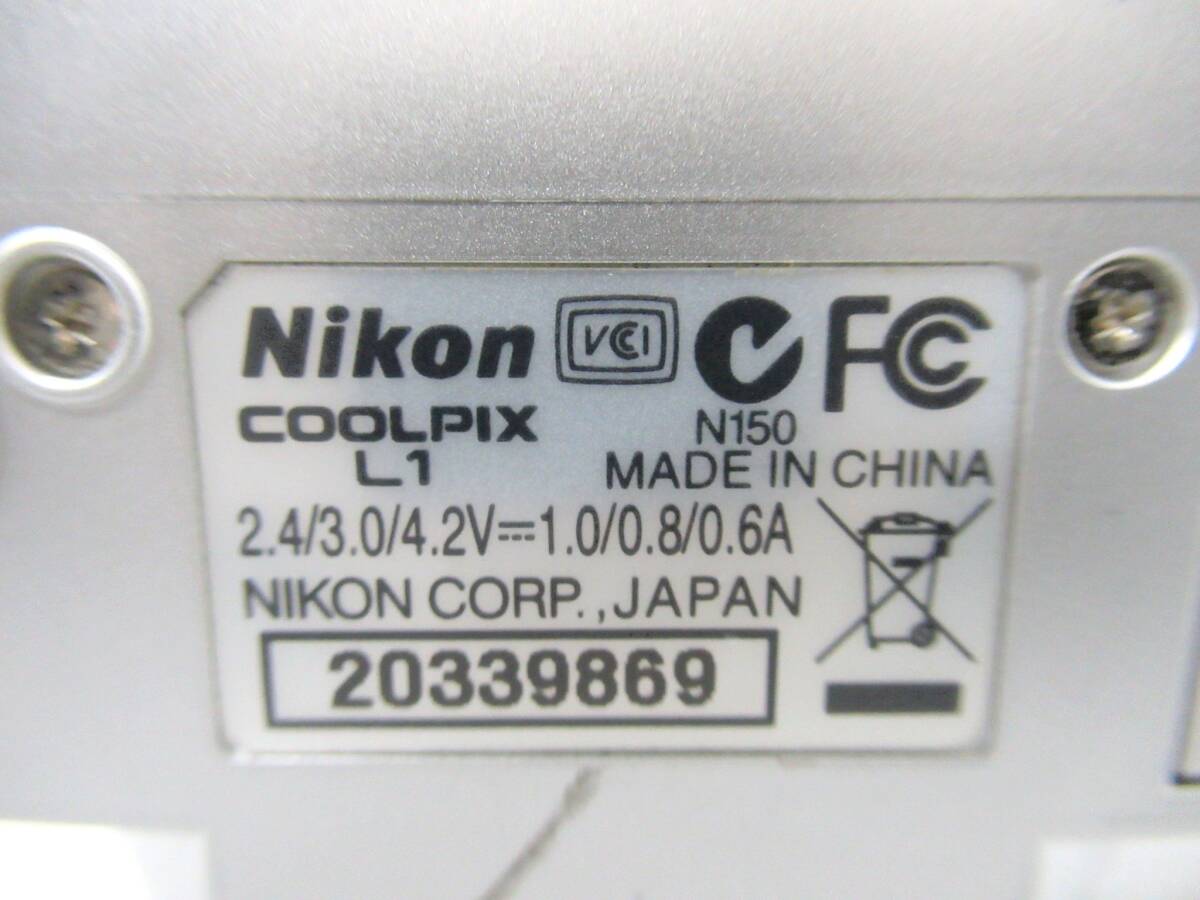 Nikon VCCI FC
N150
COOLPIX
L1
MADE IN CHINA
2.4/3.0/4.2V⎓1.0/0.8/0.6A
NIKON CORP.,JAPAN
20339869